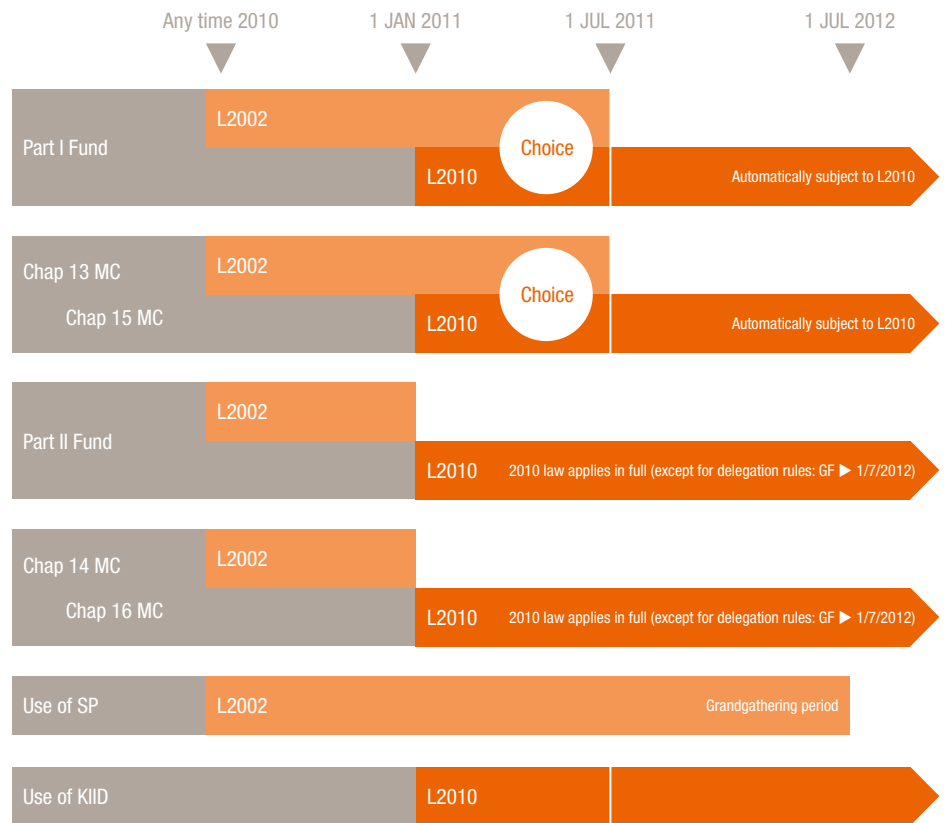 Any time 2010
1 JAN 2011
1 JUL 2011
1 JUL 2012
Part I Fund
L2002
Choice
L2010
Automatically subject to L2010
Chap 13 MC
Chap 15 MC
L2002
Choice
L2010
Automatically subject to L2010
Part II Fund
L2002
L2010
2010 law applies in full (except for delegation rules: GF ▶ 1/7/2012)
Chap 14 MC
Chap 16 MC
L2002
L2010
2010 law applies in full (except for delegation rules: GF ▶ 1/7/2012)
Use of SP
L2002
Grandgathering period
Use of KIID
L2010